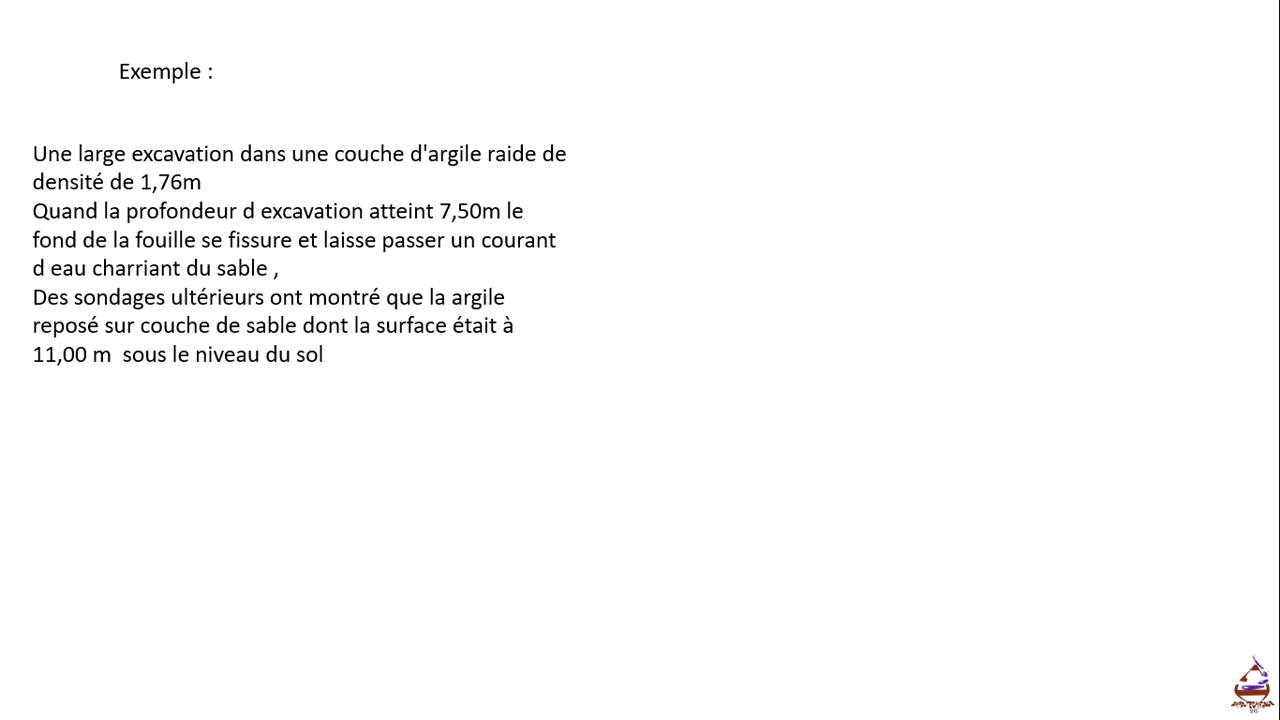 Exemple :
Une large excavation dans une couche d'argile raide de
densité de 1,76m
Quand la profondeur d excavation atteint 7,50m le
fond de la fouille se fissure et laisse passer un courant
d eau charriant du sable ,
Des sondages ultérieurs ont montré que la argile
reposé sur couche de sable dont la surface était à
11,00 m  sous le niveau du sol